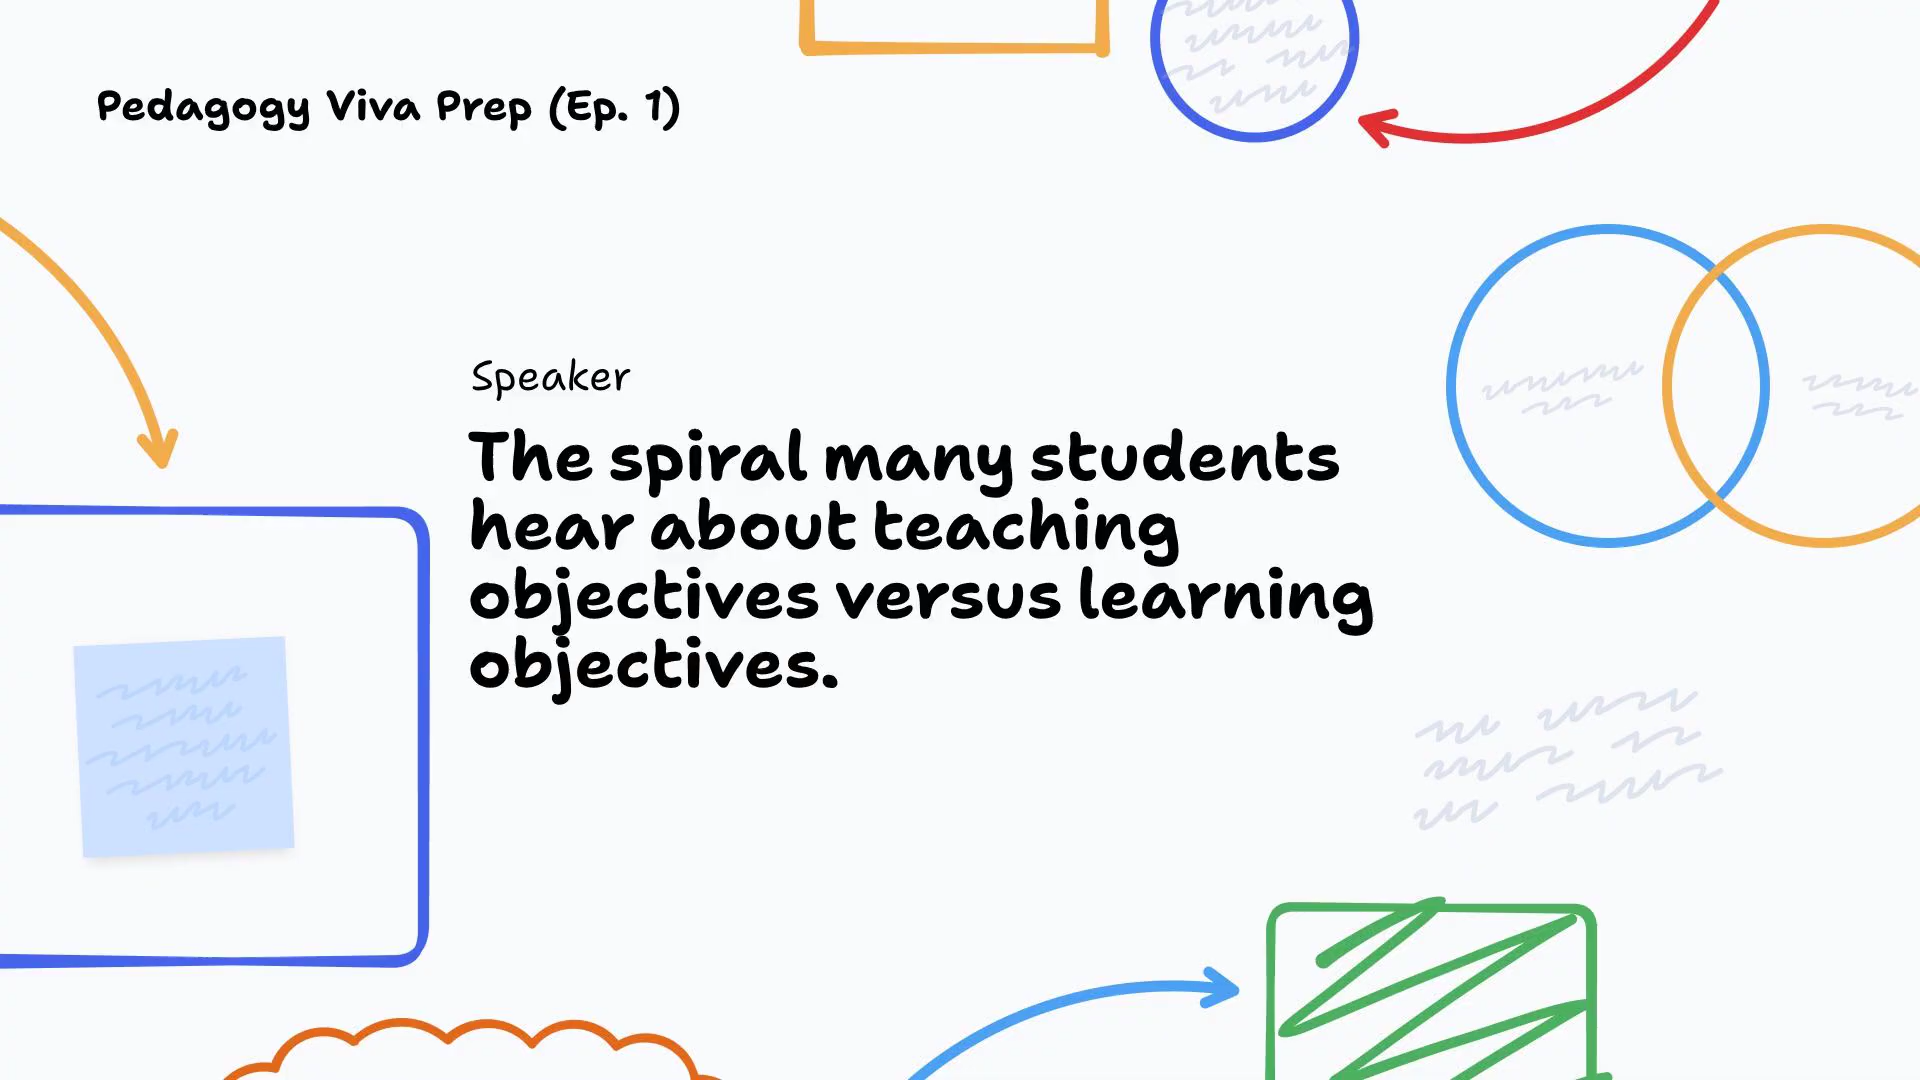 Pedagogy Viva Prep (Ep. 1)
Speaker
The spiral many students
hear about teaching
objectives versus learning
objectives.